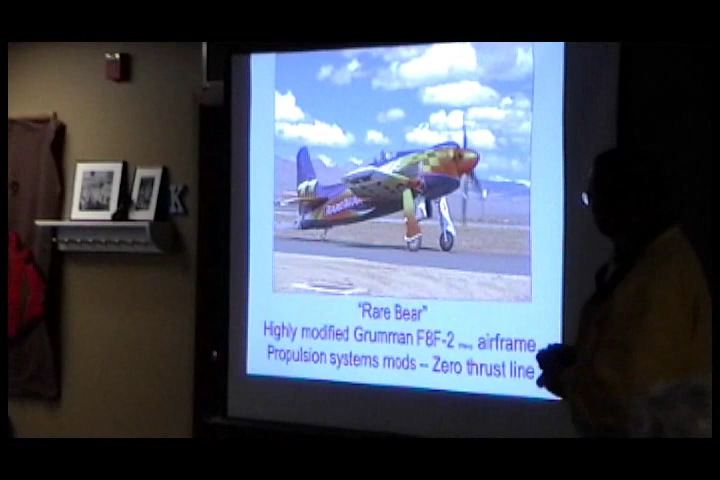 "Rare Bear"
Highly modified Grumman F8F-2 airframe
Propulsion systems mods – Zero thrust line
K